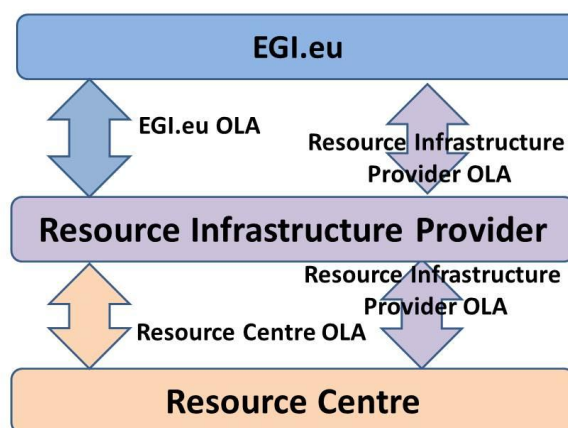 EGI.eu
EGI.eu OLA
Resource Infrastructure
Provider OLA
Resource Infrastructure Provider
Resource Infrastructure
Provider OLA
Resource Centre OLA
Resource Centre